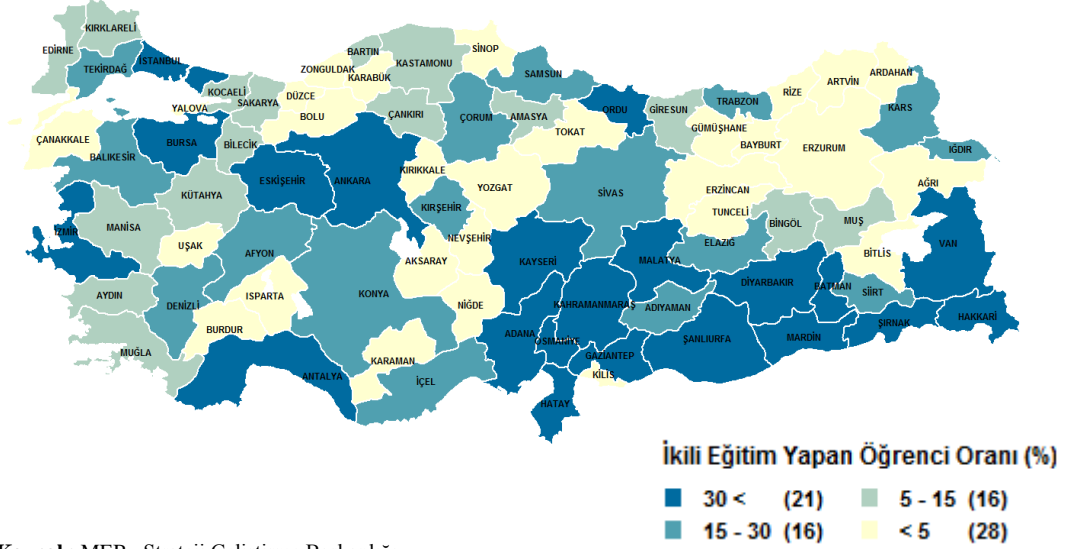 KIRKLARELİ
EDİRNE
TEKİRDAĞ
İSTANBUL
KOCAELİ
YALOVA
SAKARYA
DÜZCE
BOLU
ZONGULDAK
BARTIN
KARABÜK
KASTAMONU
SİNOP
SAMSUN
ÇANKIRI
ÇORUM
AMASYA
TOKAT
ORDU
GİRESUN
TRABZON
RİZE
ARTVİN
ARDAHAN
KARS
IĞDIR
GÜMÜŞHANE
BAYBURT
ERZURUM
AĞRI
ÇANAKKALE
BALIKESİR
BURSA
BİLECİK
ESKİŞEHİR
ANKARA
KIRIKKALE
YOZGAT
SİVAS
ERZİNCAN
TUNCELİ
BİNGÖL
MUŞ
KÜTAHYA
KIRŞEHİR
MANİSA
İZMİR
UŞAK
AFYON
NEVŞEHİR
AKSARAY
KAYSERİ
MALATYA
ELAZIĞ
BİTLİS
VAN
AYDIN
DENİZLİ
ISPARTA
BURDUR
KONYA
NİĞDE
KAHRAMANMARAŞ
ADIYAMAN
DİYARBAKIR
BATMAN
SİİRT
ŞIRNAK
HAKKARİ
MUĞLA
ANTALYA
KARAMAN
İÇEL
ADANA
OSMANİYE
GAZİANTEP
KİLİS
HATAY
ŞANLIURFA
MARDİN
İkili Eğitim Yapan Öğrenci Oranı (%)
30 < (21) 5 - 15 (16)
15 - 30 (16) < 5 (28)